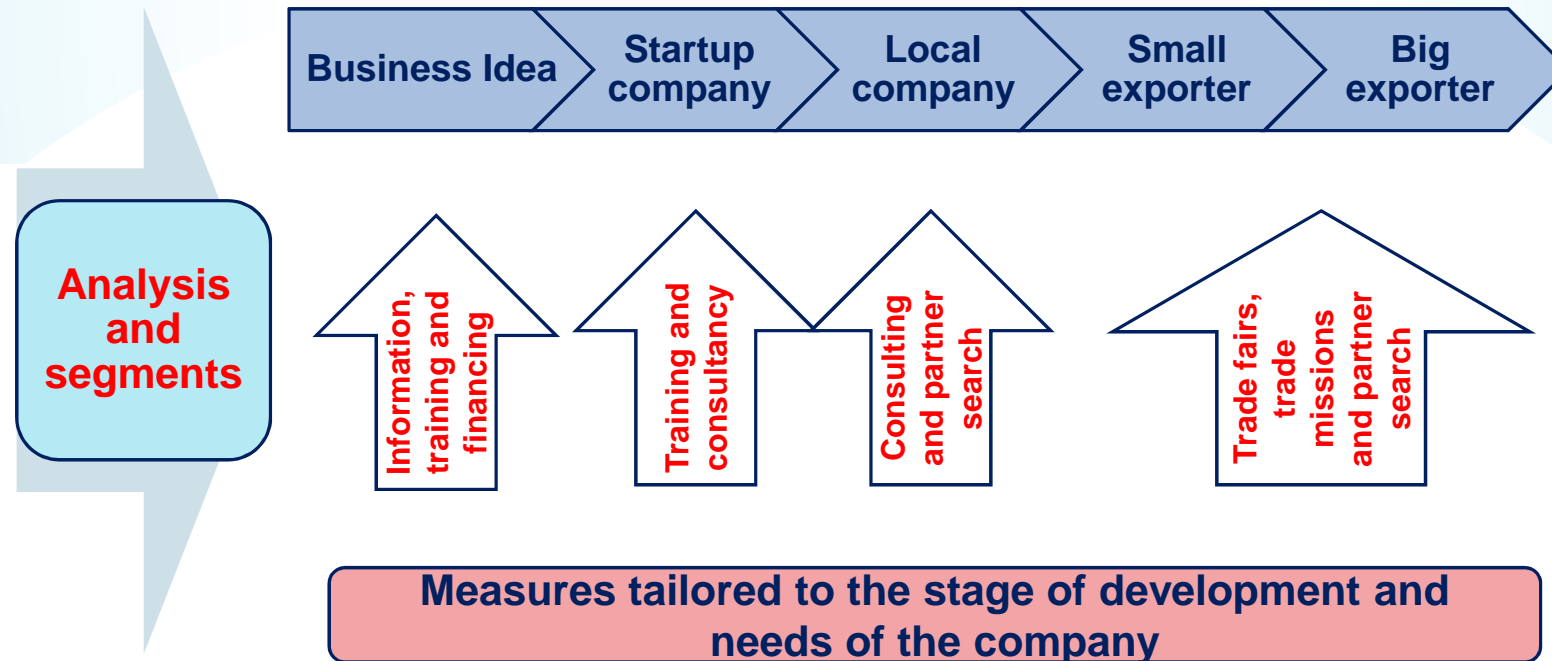 Business Idea
Startup
company
Local
company
Small
exporter
Big
exporter
Analysis
and
segments
Information,
training and
financing
Training and
consultancy
Consulting
and partner
search
Trade fairs,
trade
missions
and partner
search
Measures tailored to the stage of development and
needs of the company